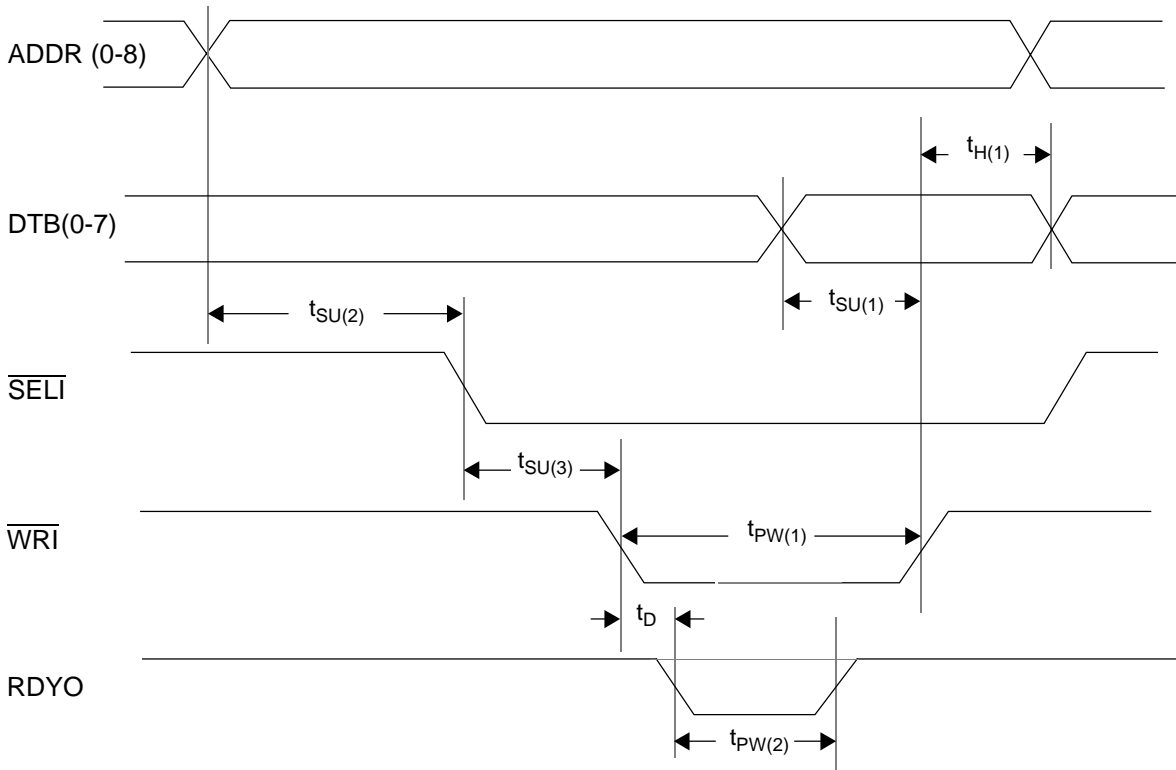 ADDR (0-8)
tH(1)
DTB(0-7)
tSU(1)
tSU(2)
SELI
tSU(3)
WRI
tPW(1)
tD
RDYO
tPW(2)